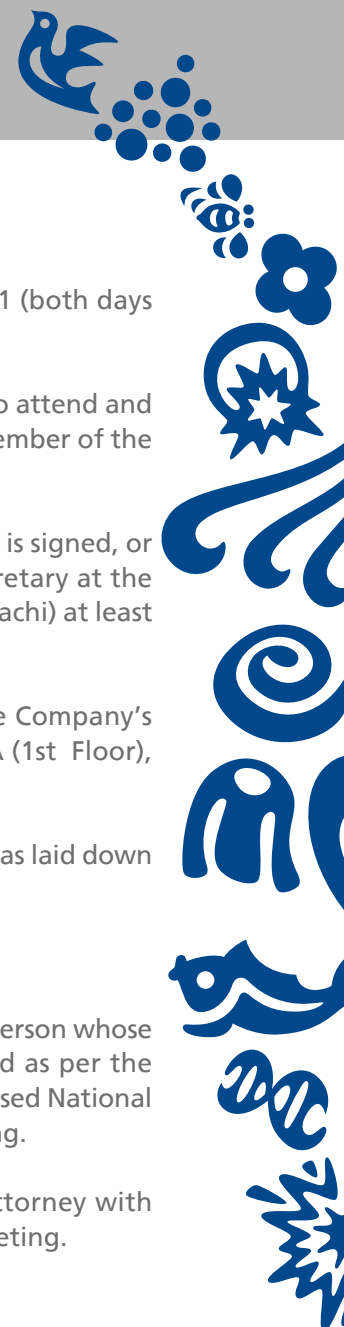 1 (both days
o attend and
ember of the
is signed, or
retary at the
achi) at least
e Company’s
A (1st Floor),
as laid down
erson whose
d as per the
sed National
ng.
ttorney with
eting.